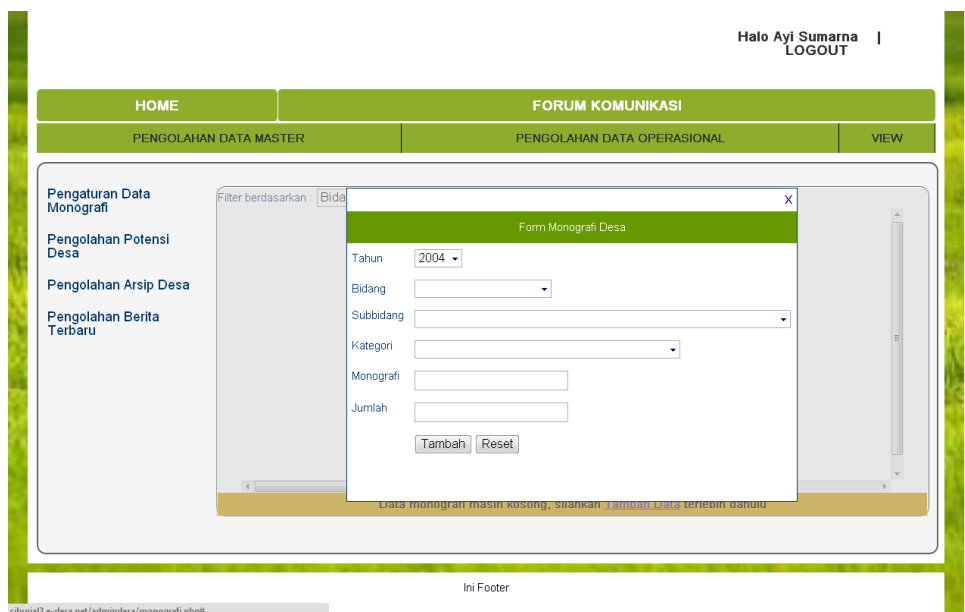 Halo Ayi Sumarna |
LOGOUT
HOME
FORUM KOMUNIKASI
PENGOLAHAN DATA MASTER
PENGOLAHAN DATA OPERASIONAL
VIEW
Pengaturan Data
Monografi
Pengolahan Potensi
Desa
Pengolahan Arsip Desa
Pengolahan Berita
Terbaru
Filter berdasarkan : Bida
X
Form Monografi Desa
Tahun 2004
Bidang
Subbidang
Kategori
Monografi
Jumlah
Tambah Reset
Data monografi masih kosong, silahkan Tambah Data terlebih dahulu
Ini Footer